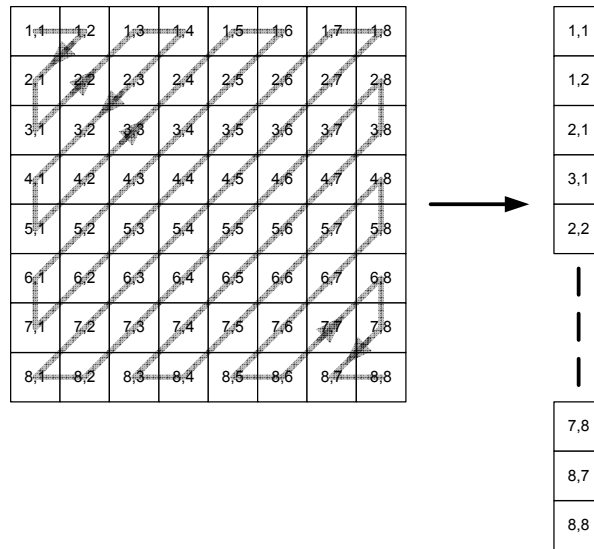 1,1 1,2 1,3 1,4 1,5 1,6 1,7 1,8
2,1 2,2 2,3 2,4 2,5 2,6 2,7 2,8
3,1 3,2 3,3 3,4 3,5 3,6 3,7 3,8
4,1 4,2 4,3 4,4 4,5 4,6 4,7 4,8
5,1 5,2 5,3 5,4 5,5 5,6 5,7 5,8
6,1 6,2 6,3 6,4 6,5 6,6 6,7 6,8
7,1 7,2 7,3 7,4 7,5 7,6 7,7 7,8
8,1 8,2 8,3 8,4 8,5 8,6 8,7 8,8
1,1
1,2
2,1
3,1
2,2
7,8
8,7
8,8